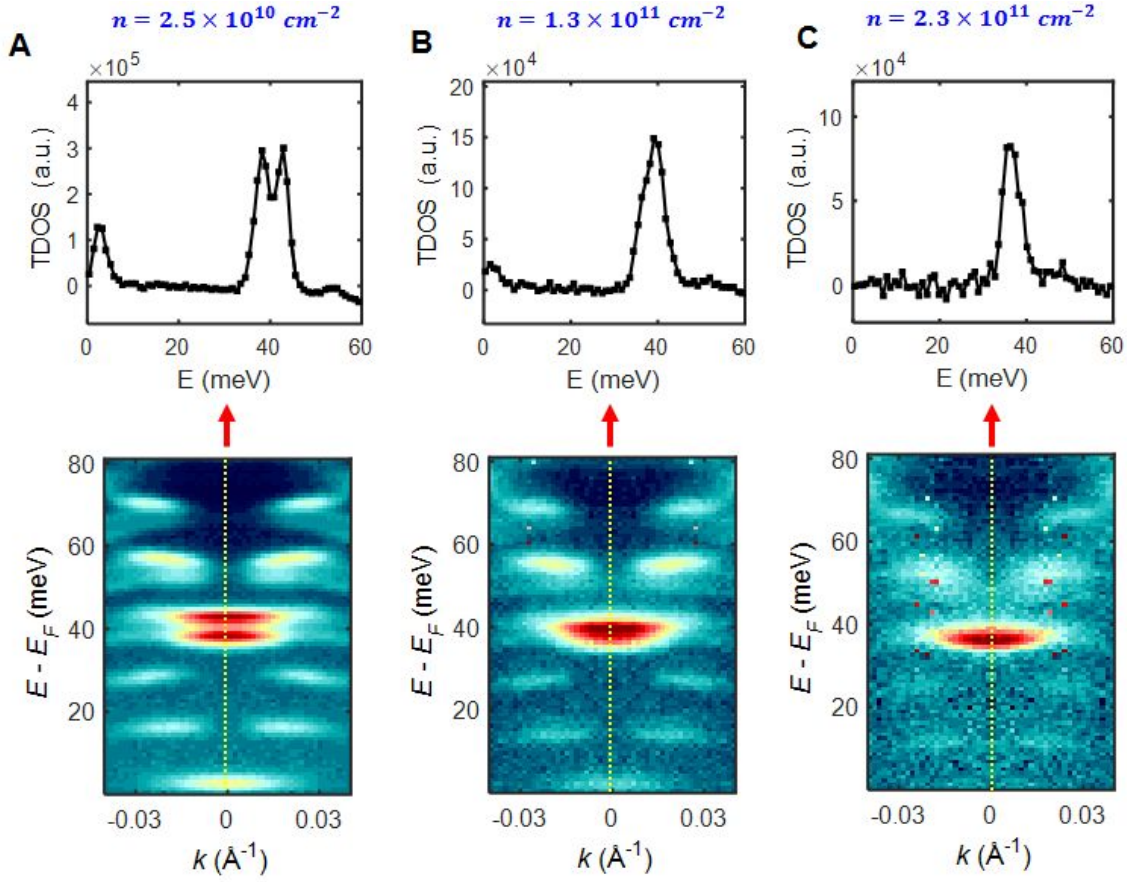 n = 2.5 × 10¹⁰ cm⁻²
n = 1.3 × 10¹¹ cm⁻²
n = 2.3 × 10¹¹ cm⁻²
A
B
C
×10⁵
×10⁴
×10⁴
TDOS (a.u.)
4
3
2
1
0
0 20 40 60
E (meV)
TDOS (a.u.)
20
15
10
5
0
0 20 40 60
E (meV)
TDOS (a.u.)
10
5
0
0 20 40 60
E (meV)
E - E_F (meV)
80
60
40
20
-0.03 0 0.03
k (Å⁻¹)
E - E_F (meV)
80
60
40
20
-0.03 0 0.03
k (Å⁻¹)
E - E_F (meV)
80
60
40
20
-0.03 0 0.03
k (Å⁻¹)